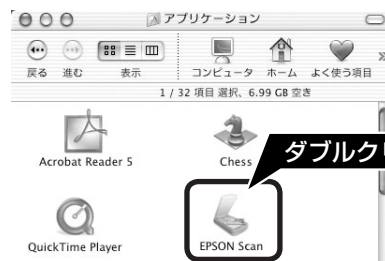 アプリケーション
戻る 進む 表示 コンピュータ ホーム よく使う項目
1 / 32 項目 選択、6.99 GB 空き
Acrobat Reader 5 Chess
ダブルク
QuickTime Player EPSON Scan